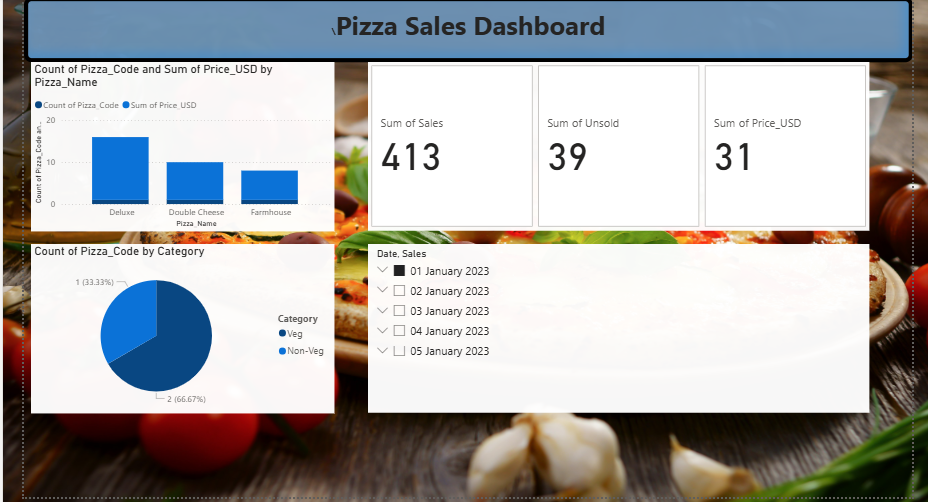 \Pizza Sales Dashboard
Count of Pizza_Code and Sum of Price_USD by
Pizza_Name
Count of Pizza_Code Sum of Price_USD
Count of Pizza_Code an...
20
10
0
Deluxe Double Cheese Farmhouse
Pizza_Name
Sum of Sales
413
Sum of Unsold
39
Sum of Price_USD
31
Count of Pizza_Code by Category
1 (33.33%)
2 (66.67%)
Category
Veg
Non-Veg
Date, Sales
01 January 2023
02 January 2023
03 January 2023
04 January 2023
05 January 2023